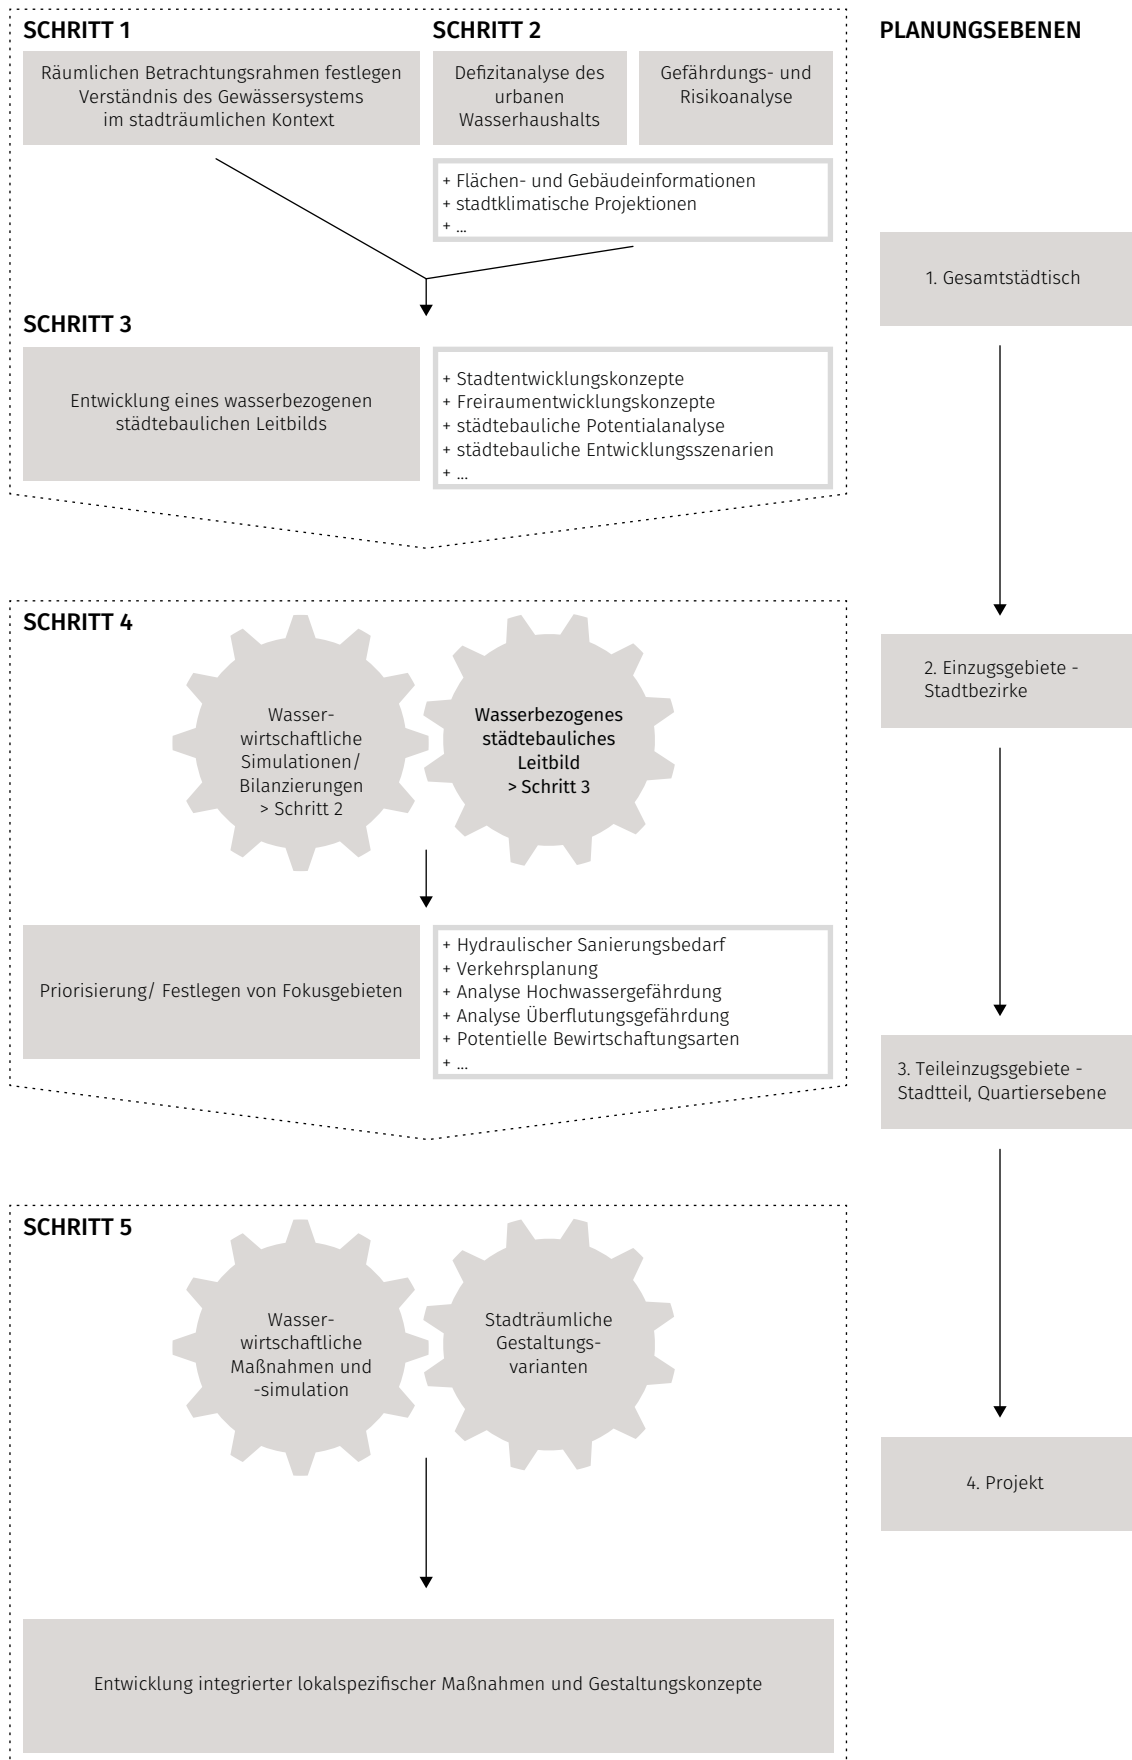 SCHRITT 1
Räumlichen Betrachtungsrahmen festlegen
Verständnis des Gewässersystems
im stadträumlichen Kontext
SCHRITT 2
Defizitanalyse des
urbanen
Wasserhaushalts
Gefährdungs- und
Risikoanalyse
+ Flächen- und Gebäudeinformationen
+ stadtklimatische Projektionen
+ ...
SCHRITT 3
Entwicklung eines wasserbezogenen
städtebaulichen Leitbilds
+ Stadtentwicklungskonzepte
+ Freiraumentwicklungskonzepte
+ städtebauliche Potentialanalyse
+ städtebauliche Entwicklungsszenarien
+ ...
SCHRITT 4
Wasser-
wirtschaftliche
Simulationen/
Bilanzierungen
> Schritt 2
Wasserbezogenes
städtebauliches
Leitbild
> Schritt 3
Priorisierung/ Festlegen von Fokusgebieten
+ Hydraulischer Sanierungsbedarf
+ Verkehrsplanung
+ Analyse Hochwassergefährdung
+ Analyse Überflutungsgefährdung
+ Potentielle Bewirtschaftungsarten
+ ...
SCHRITT 5
Wasser-
wirtschaftliche
Maßnahmen und
-simulation
Stadträumliche
Gestaltungs-
varianten
Entwicklung integrierter lokalspezifischer Maßnahmen und Gestaltungskonzepte
PLANUNGSEBENEN
1. Gesamtstädtisch
2. Einzugsgebiete -
Stadtbezirke
3. Teileinzugsgebiete -
Stadtteil, Quartiersebene
4. Projekt